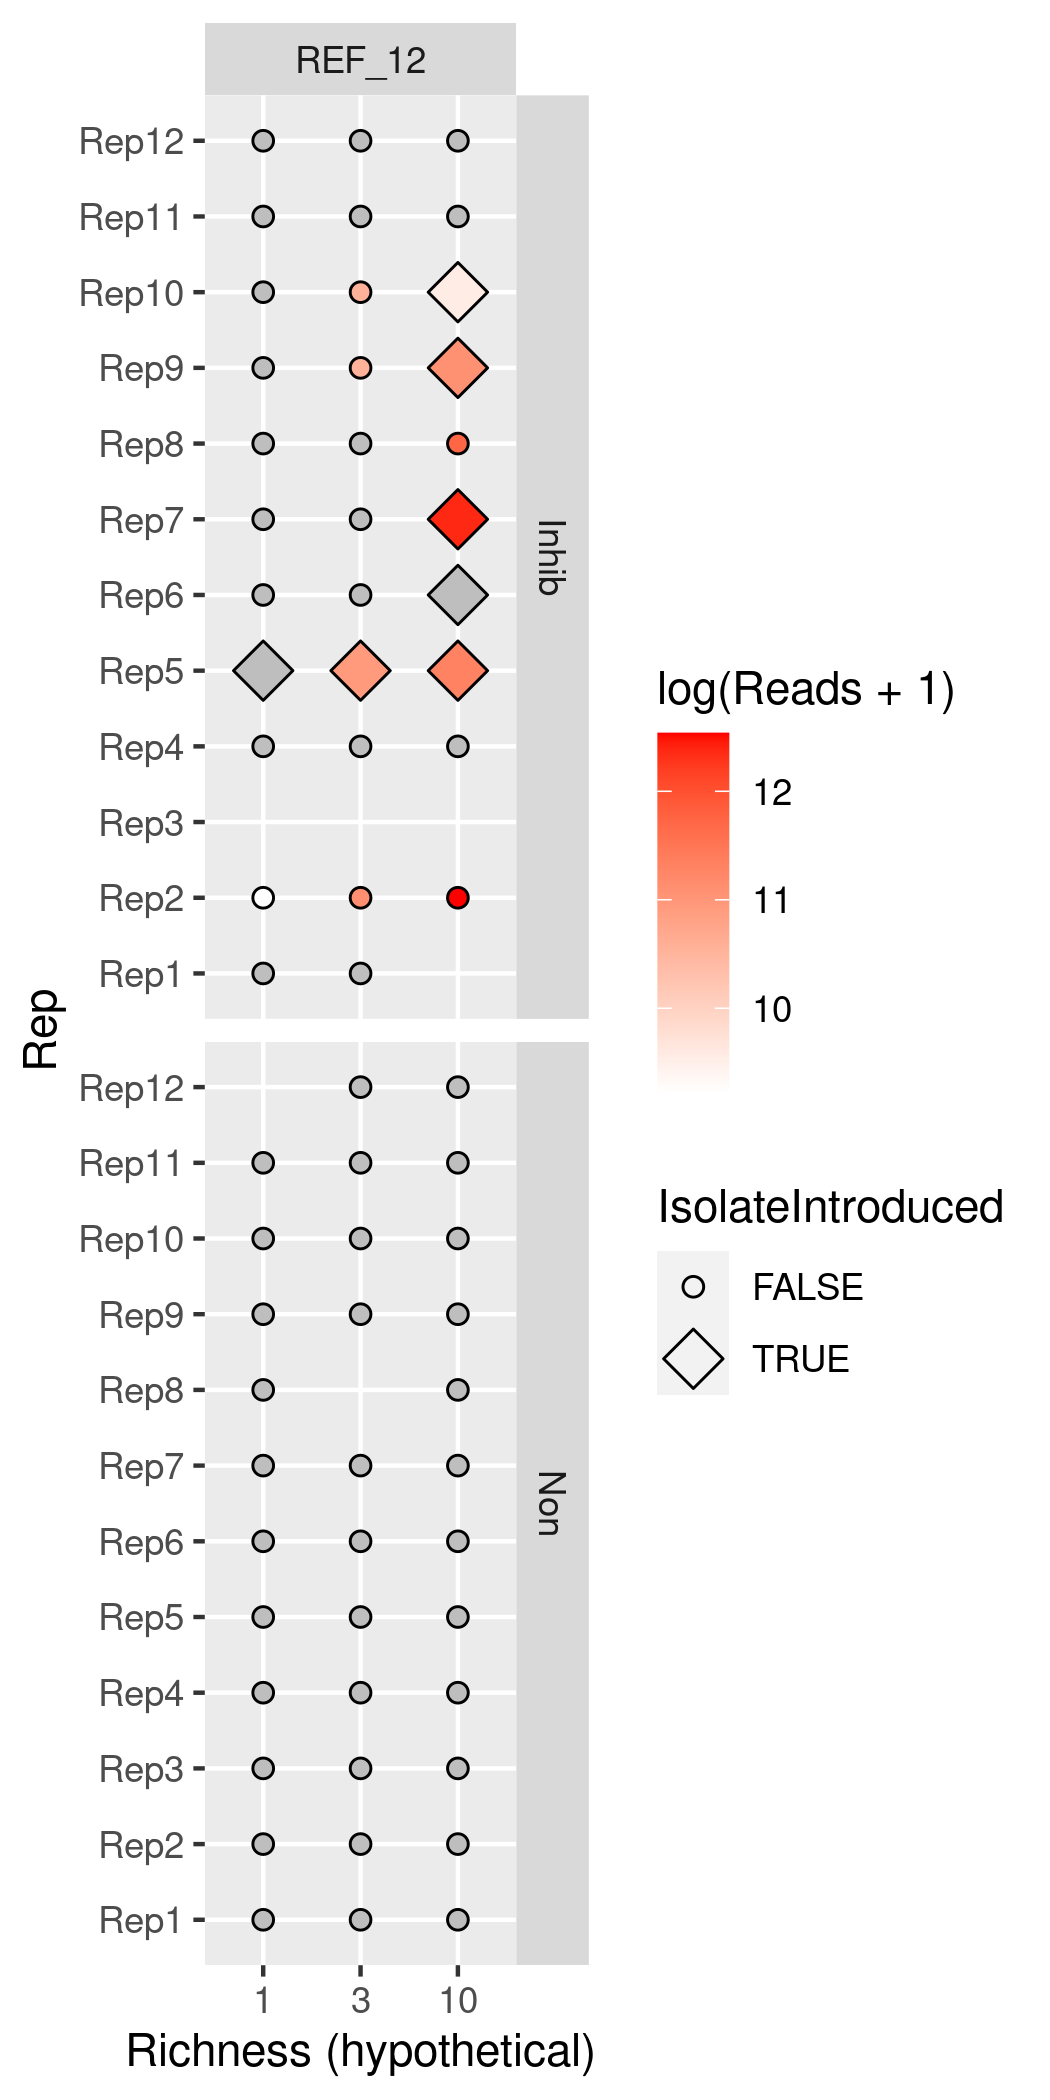 REF_12
Rep12
Rep11
Rep10
Rep9
Rep8
Rep7
Rep6
Rep5
Rep4
Rep3
Rep2
Rep1
Inhib
Rep12
Rep11
Rep10
Rep9
Rep8
Rep7
Rep6
Rep5
Rep4
Rep3
Rep2
Rep1
Non
Rep
1 3 10
Richness (hypothetical)
log(Reads + 1)
12
11
10
IsolateIntroduced
FALSE
TRUE